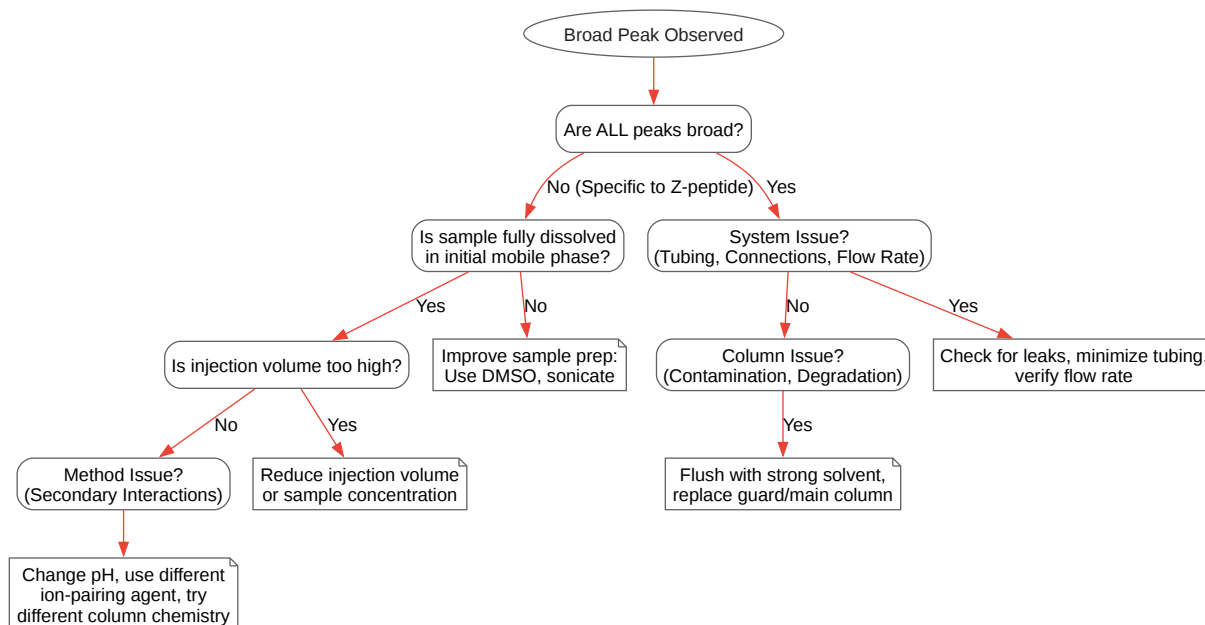 Broad Peak Observed
Are ALL peaks broad?
No (Specific to Z-peptide)
Yes
Is sample fully dissolved
in initial mobile phase?
System Issue?
(Tubing, Connections, Flow Rate)
Yes
No
No
Yes
Is injection volume too high?
Improve sample prep:
Use DMSO, sonicate
Column Issue?
(Contamination, Degradation)
Check for leaks, minimize tubing,
verify flow rate
No
Yes
Yes
Method Issue?
(Secondary Interactions)
Reduce injection volume
or sample concentration
Flush with strong solvent,
replace guard/main column
Change pH, use different
ion-pairing agent, try
different column chemistry